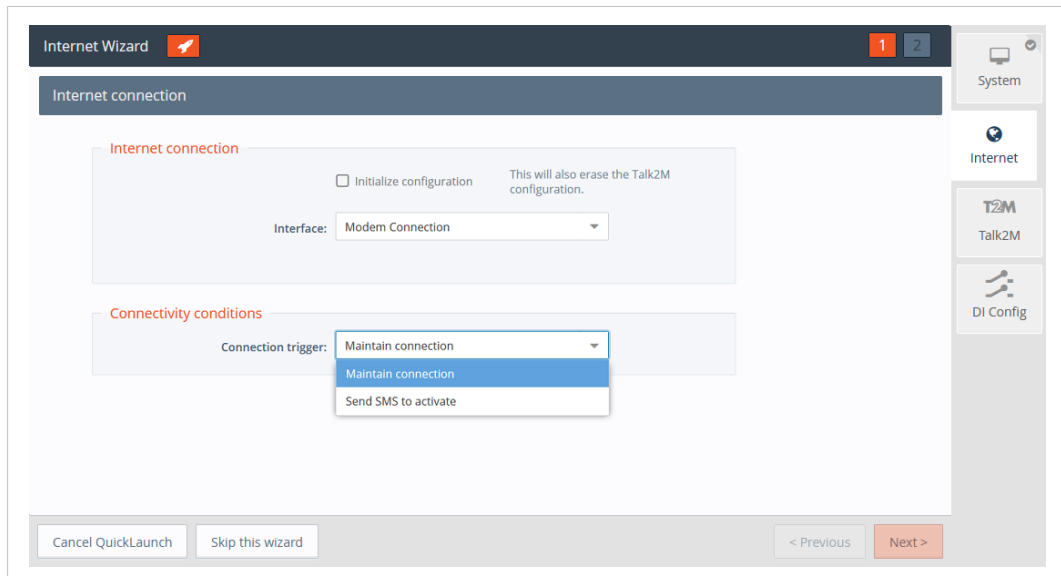 Internet Wizard
1 2
System
Internet connection
Internet
Internet connection
Initialize configuration
This will also erase the Talk2M
configuration.
T2M
Talk2M
Interface:
Modem Connection
DI Config
Connectivity conditions
Connection trigger:
Maintain connection
Maintain connection
Send SMS to activate
Cancel QuickLaunch
Skip this wizard
< Previous
Next >